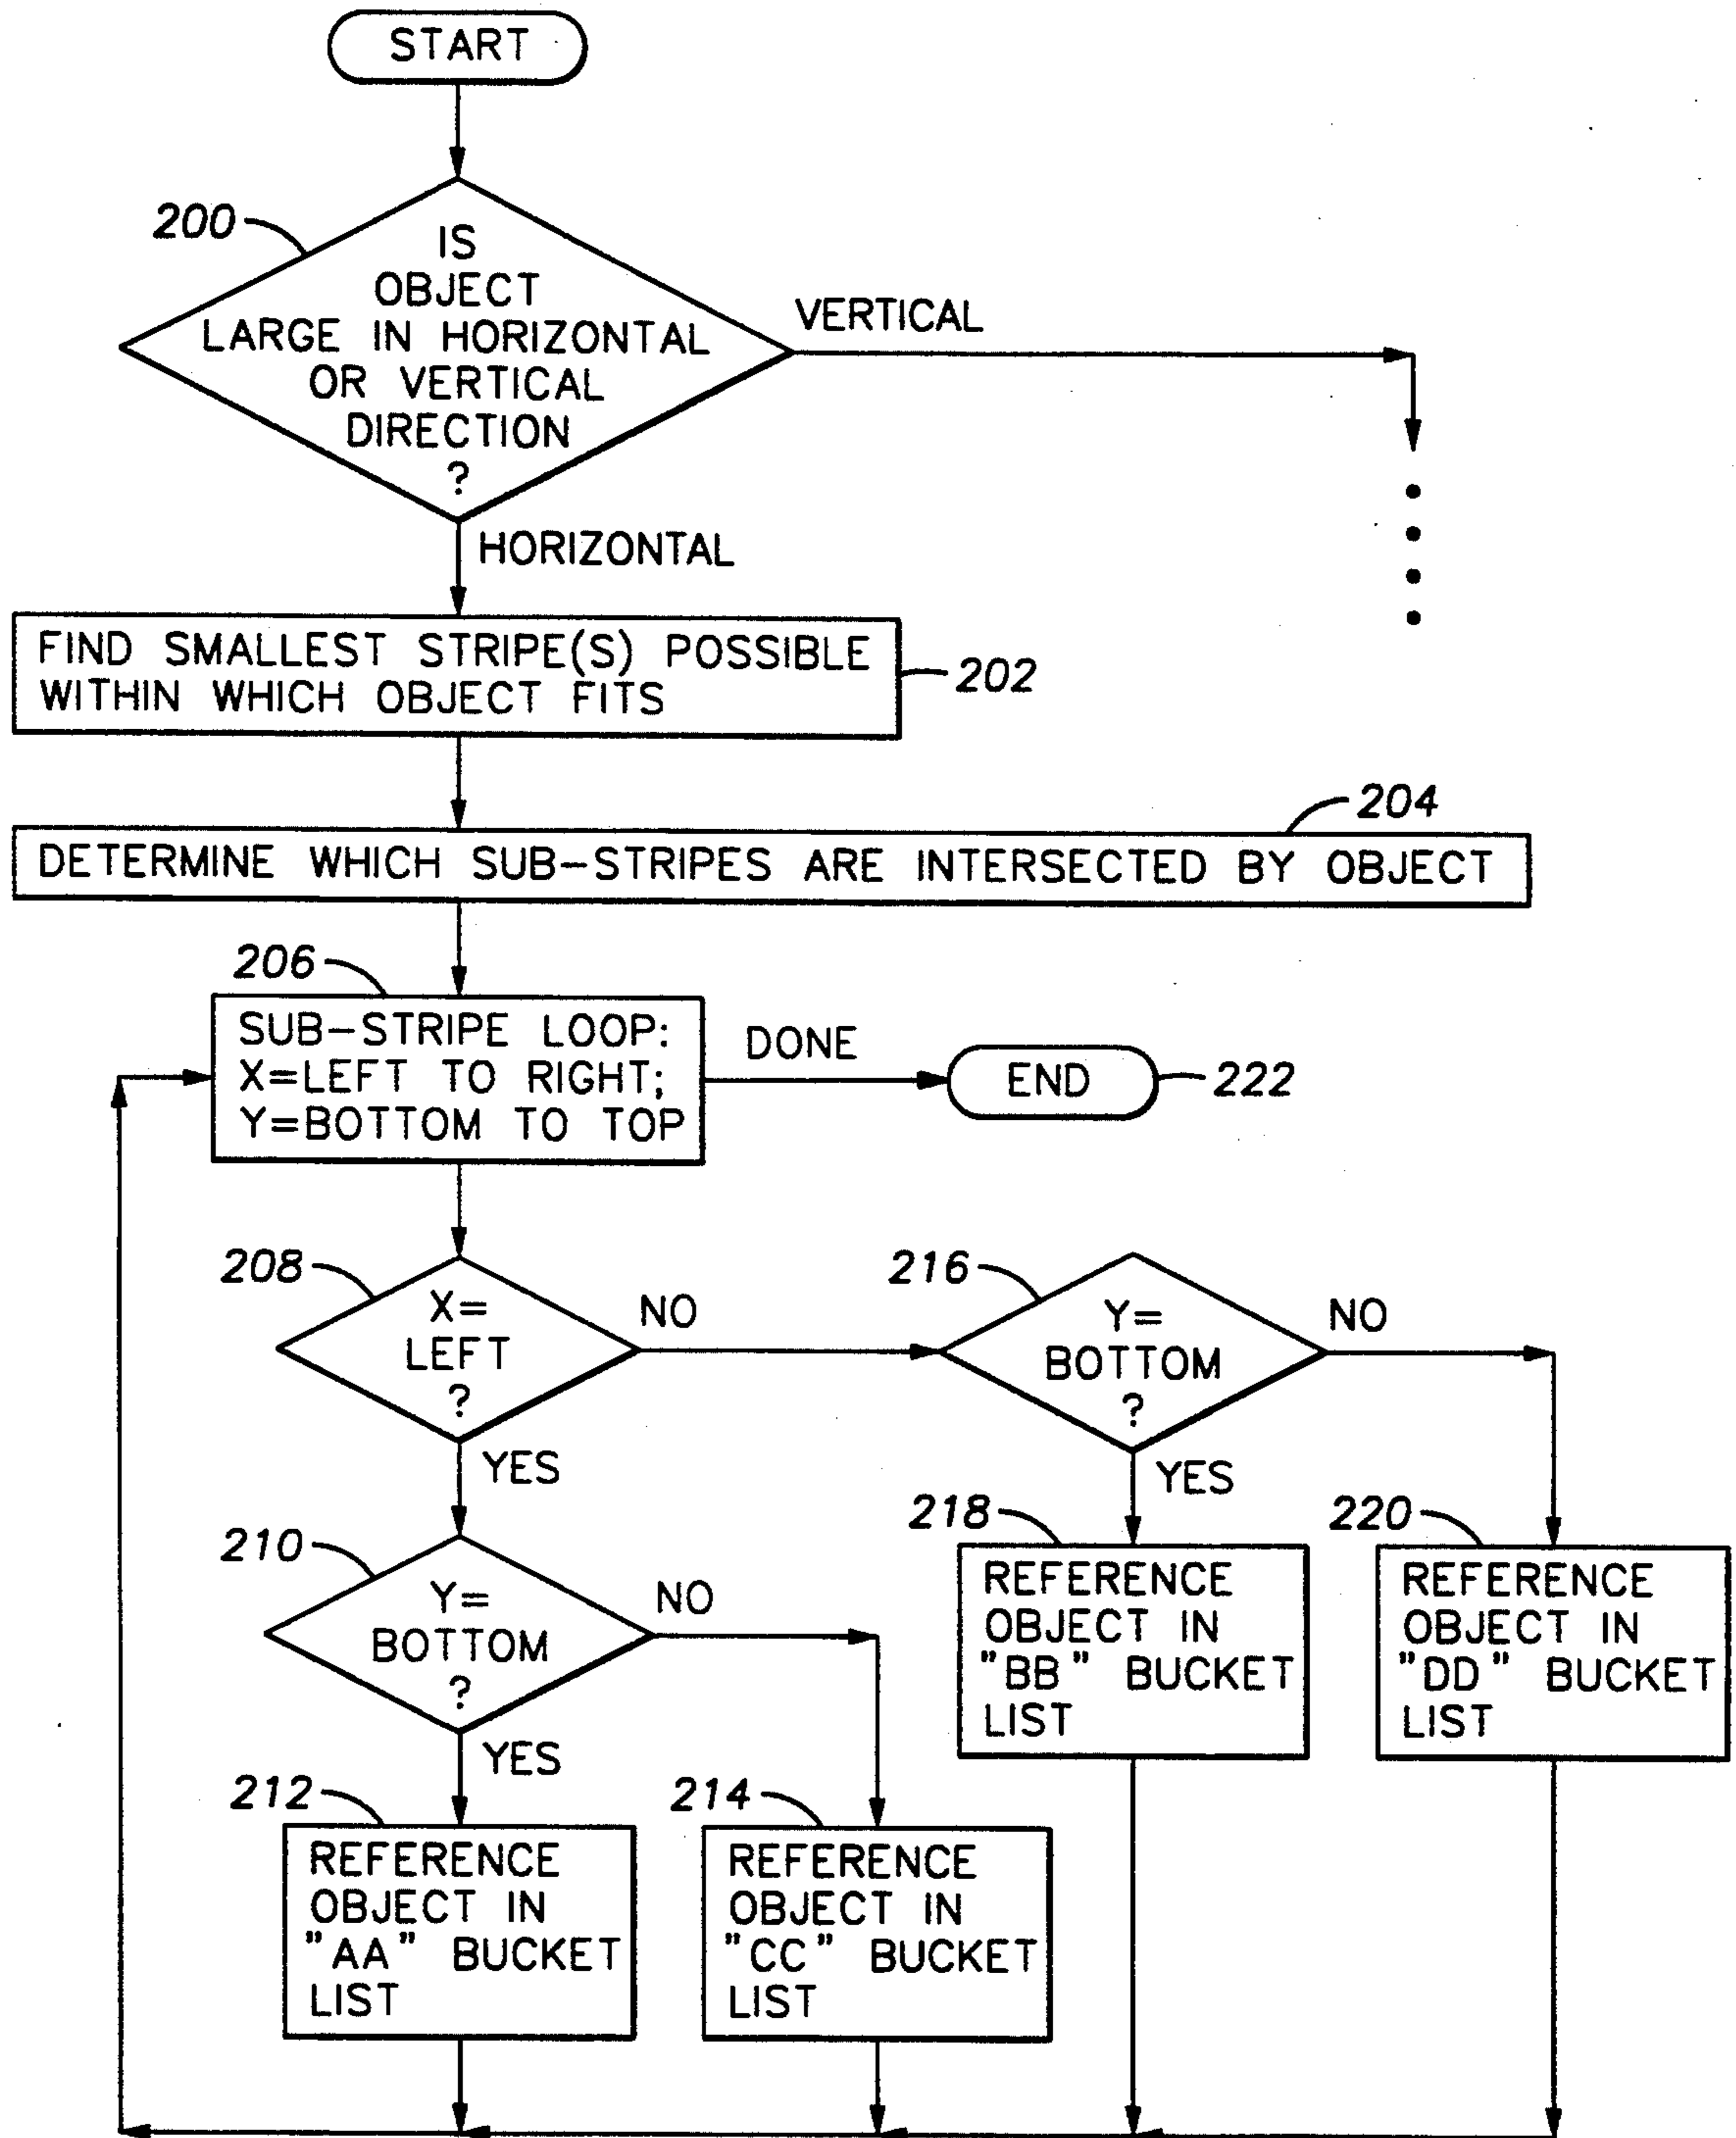 START
200
IS
OBJECT
LARGE IN HORIZONTAL
OR VERTICAL
DIRECTION
?
VERTICAL
HORIZONTAL
FIND SMALLEST STRIPE(S) POSSIBLE
WITHIN WHICH OBJECT FITS
202
204
DETERMINE WHICH SUB-STRIPES ARE INTERSECTED BY OBJECT
206
SUB-STRIPE LOOP:
X=LEFT TO RIGHT;
Y=BOTTOM TO TOP
DONE
END
222
208
X=
LEFT
?
NO
YES
216
Y=
BOTTOM
?
NO
YES
210
Y=
BOTTOM
?
NO
YES
218
REFERENCE
OBJECT IN
"BB" BUCKET
LIST
220
REFERENCE
OBJECT IN
"DD" BUCKET
LIST
212
REFERENCE
OBJECT IN
"AA" BUCKET
LIST
214
REFERENCE
OBJECT IN
"CC" BUCKET
LIST